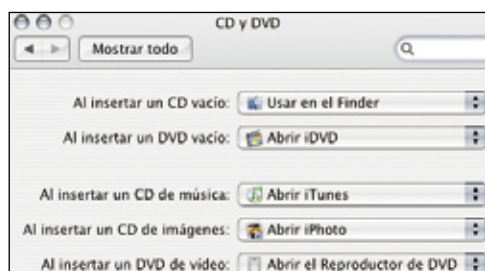 CD y DVD
Mostrar todo
Al insertar un CD vacío: Usar en el Finder
Al insertar un DVD vacío: Abrir iDVD
Al insertar un CD de música: Abrir iTunes
Al insertar un CD de imágenes: Abrir iPhoto
Al insertar un DVD de vídeo: Abrir el Reproductor de DVD